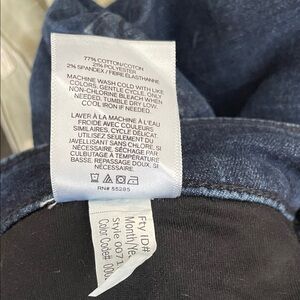 77% COTTON/COTON
21% POLYESTER
2% SPANDEX / FIBRE ÉLASTHANNE
MACHINE WASH COLD WITH LIKE
COLORS, GENTLE CYCLE. ONLY
NON-CHLORINE BLEACH WHEN
NEEDED. TUMBLE DRY LOW.
COOL IRON IF NEEDED.
LAVER À LA MACHINE À L'EAU
FROIDE AVEC COULEURS
SIMILAIRES, CYCLE DÉLICAT.
UTILISEZ SEULEMENT DU
JAVELLISANT SANS CHLORE, SI
NÉCESSAIRE. SÉCHAGE PAR
CULBUTAGE À TEMPÉRATURE
BASSE. REPASSAGE DOUX, SI
NÉCESSAIRE
RN# 55285
Fty ID#
Month/Ye
Style 0071
Color Code# 000